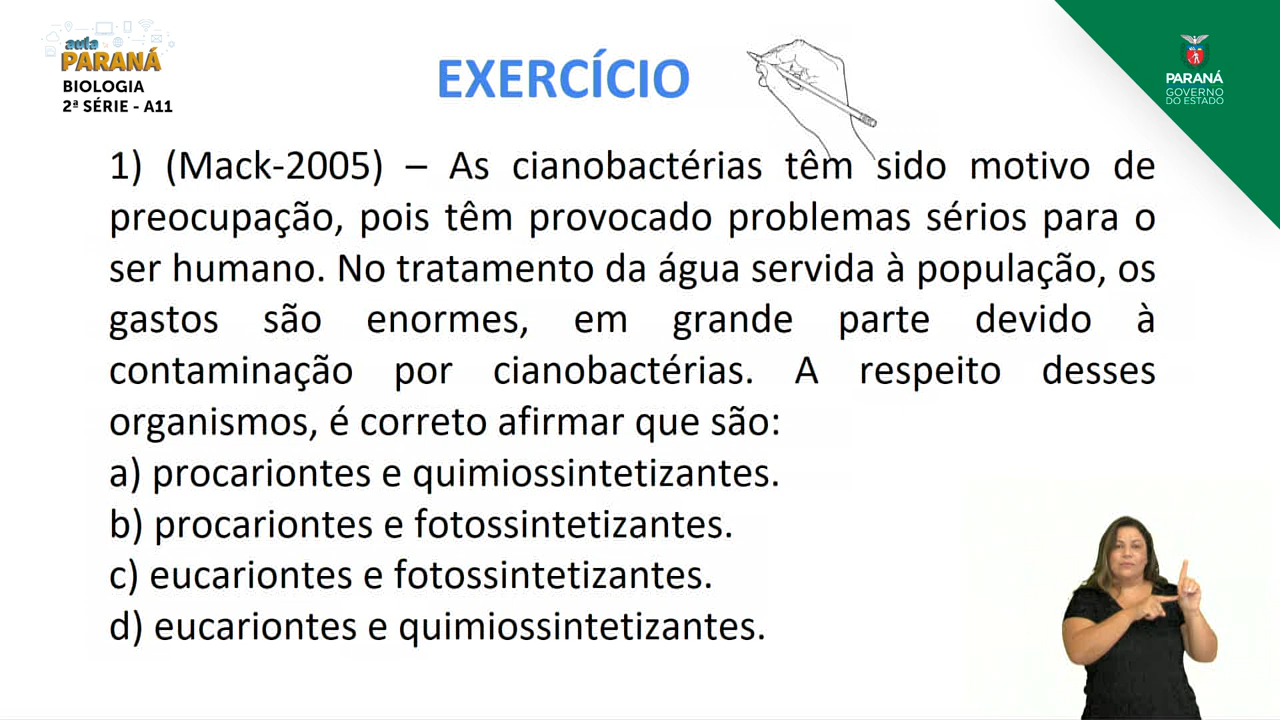 aula
PARANÁ
BIOLOGIA
2ª SÉRIE - A11
EXERCÍCIO
PARANÁ
GOVERNO
DO ESTADO
1) (Mack-2005) – As cianobactérias têm sido motivo de
preocupação, pois têm provocado problemas sérios para o
ser humano. No tratamento da água servida à população, os
gastos são enormes, em grande parte devido à
contaminação por cianobactérias. A respeito desses
organismos, é correto afirmar que são:
a) procariontes e quimiossintetizantes.
b) procariontes e fotossintetizantes.
c) eucariontes e fotossintetizantes.
d) eucariontes e quimiossintetizantes.